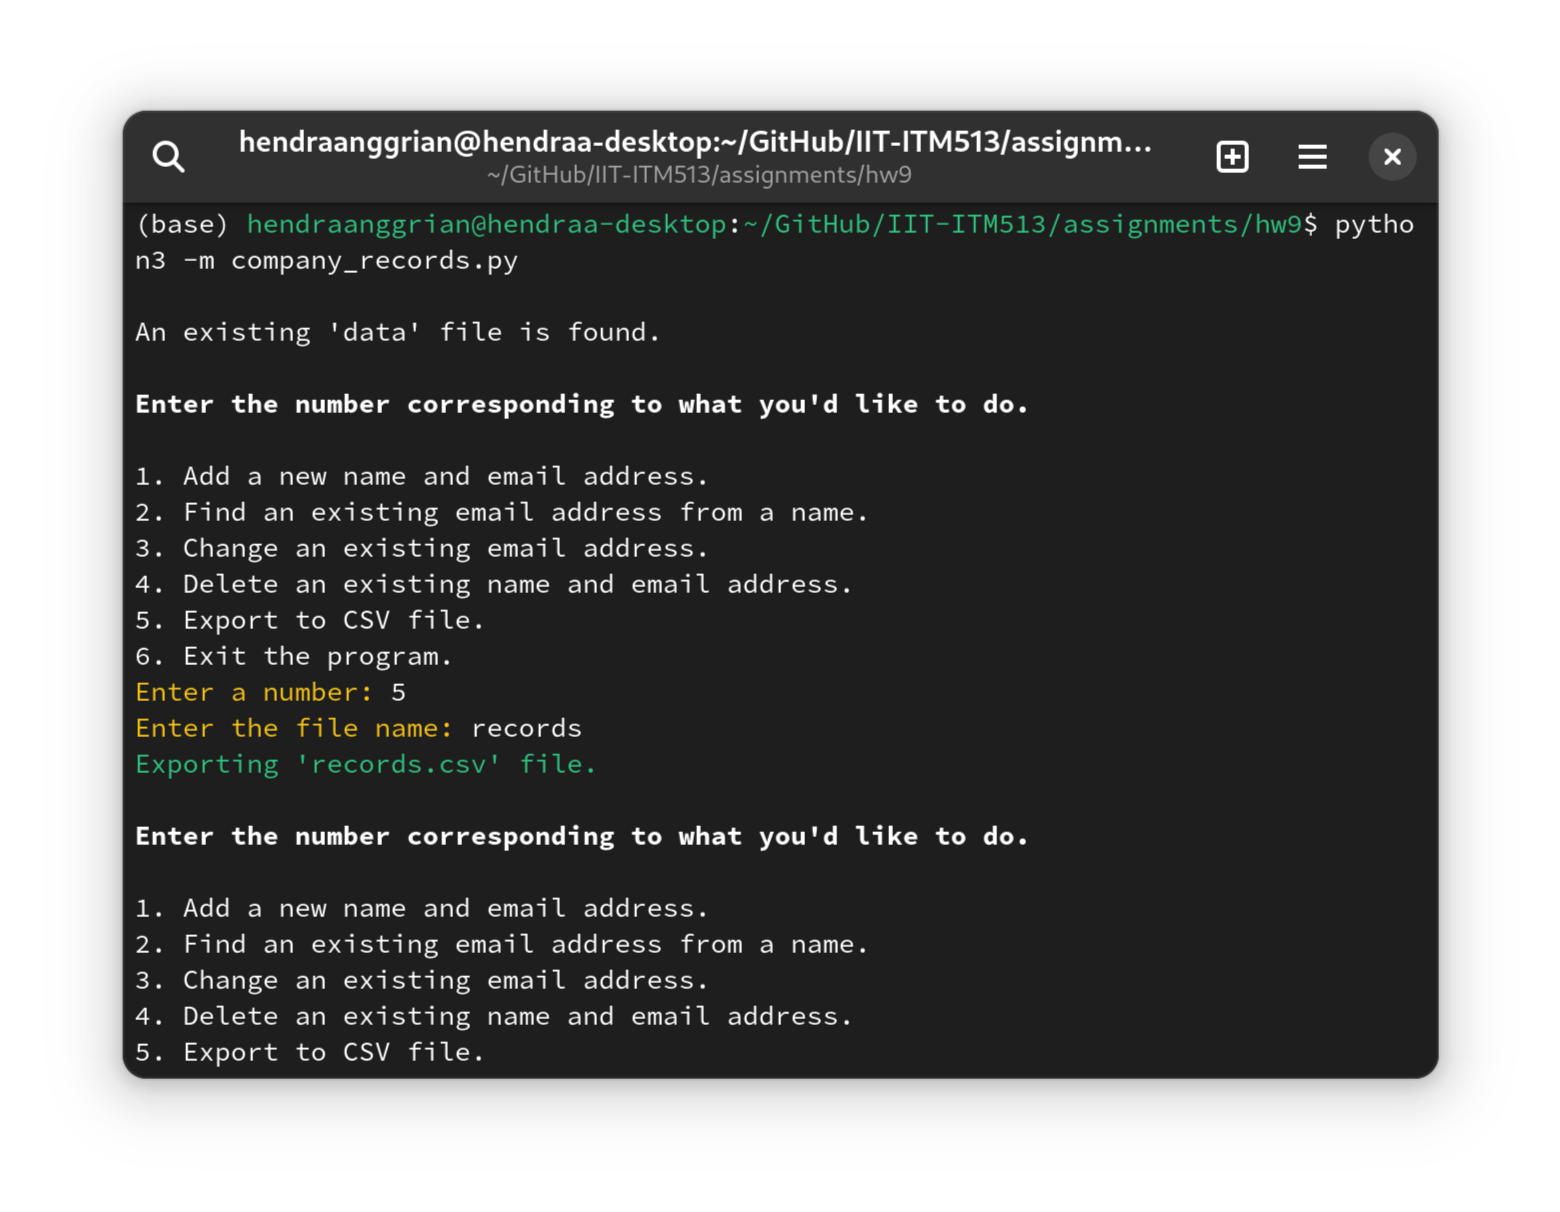 hendraanggrian@hendraa-desktop:~/GitHub/IIT-ITM513/assignm...
~/GitHub/IIT-ITM513/assignments/hw9
(base) hendraanggrian@hendraa-desktop:~/GitHub/IIT-ITM513/assignments/hw9$ pytho
n3 -m company_records.py
An existing 'data' file is found.
Enter the number corresponding to what you'd like to do.
1. Add a new name and email address.
2. Find an existing email address from a name.
3. Change an existing email address.
4. Delete an existing name and email address.
5. Export to CSV file.
6. Exit the program.
Enter a number: 5
Enter the file name: records
Exporting 'records.csv' file.
Enter the number corresponding to what you'd like to do.
1. Add a new name and email address.
2. Find an existing email address from a name.
3. Change an existing email address.
4. Delete an existing name and email address.
5. Export to CSV file.